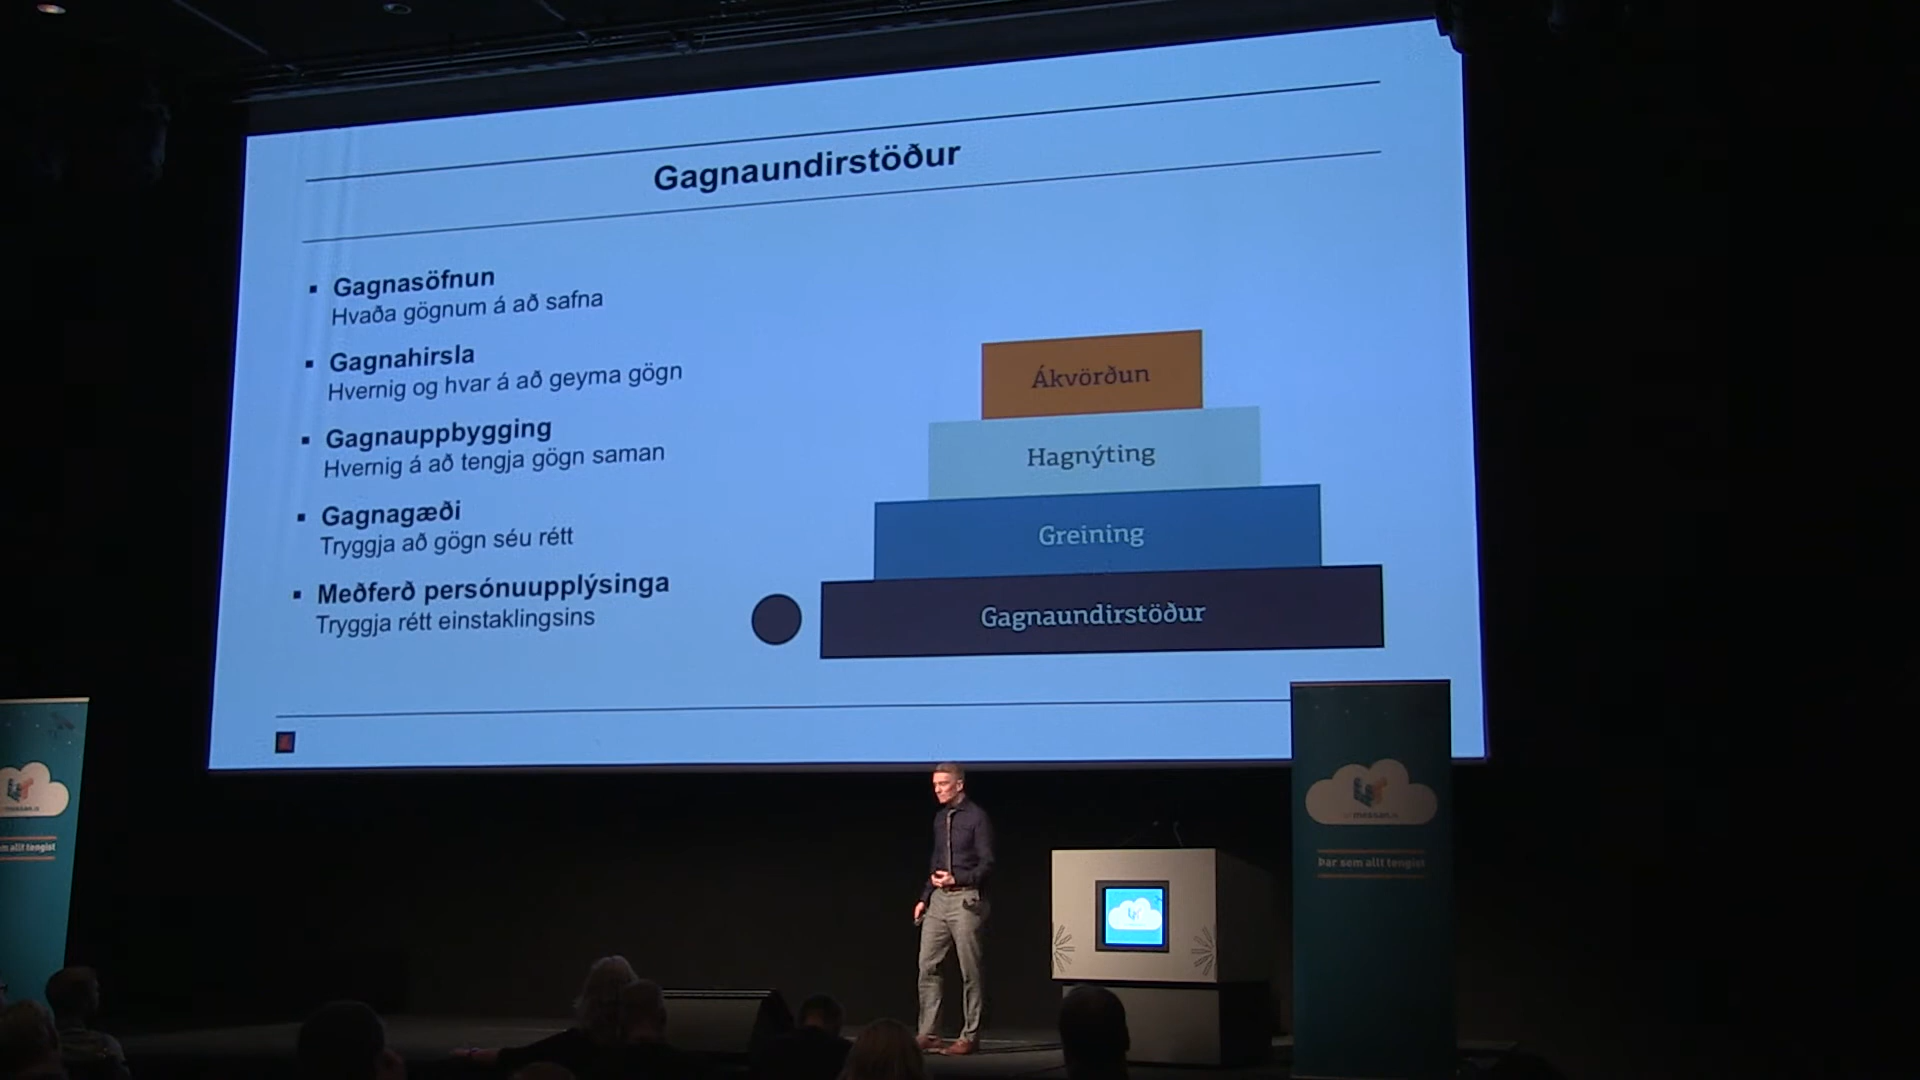 Gagnaundirstöður
Gagnasöfnun
Hvaða gögnum á að safna
Gagnahirsla
Hvernig og hvar á að geyma gögn
Gagnauppbygging
Hvernig á að tengja gögn saman
Gagnagæði
Tryggja að gögn séu rétt
Meðferð persónuupplýsinga
Tryggja rétt einstaklingsins
Ákvörðun
Hagnýting
Greining
Gagnaundirstöður
allt tengist
Þar sem allt tengist